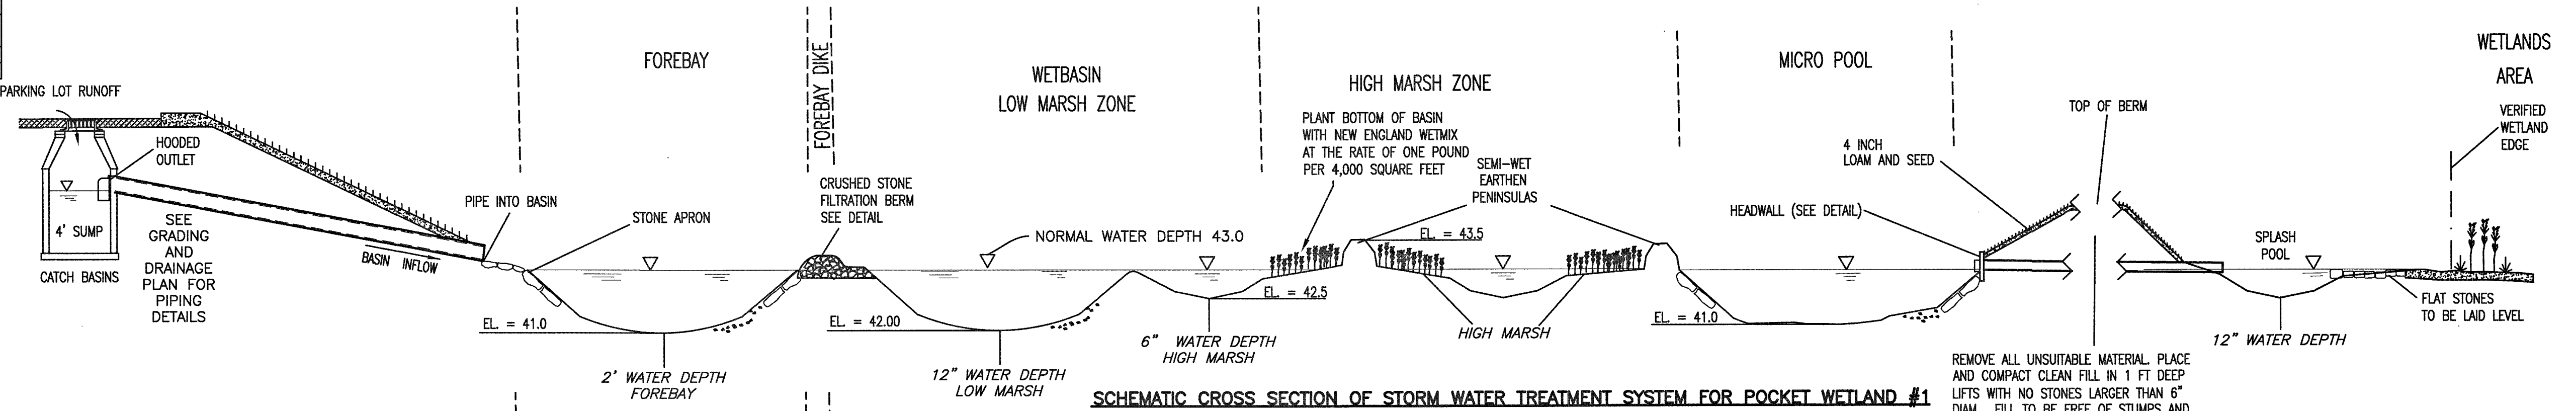 PARKING LOT RUNOFF
HOODED
OUTLET
4' SUMP
CATCH BASINS
SEE
GRADING
AND
DRAINAGE
PLAN FOR
PIPING
DETAILS
BASIN INFLOW
PIPE INTO BASIN
STONE APRON
FOREBAY
EL. = 41.0
2' WATER DEPTH
FOREBAY
FOREBAY DIKE
CRUSHED STONE
FILTRATION BERM
SEE DETAIL
WETBASIN
LOW MARSH ZONE
NORMAL WATER DEPTH 43.0
EL. = 42.00
12" WATER DEPTH
LOW MARSH
HIGH MARSH ZONE
PLANT BOTTOM OF BASIN
WITH NEW ENGLAND WETMIX
AT THE RATE OF ONE POUND
PER 4,000 SQUARE FEET
SEMI-WET
EARTHEN
PENINSULAS
EL. = 43.5
EL. = 42.5
6" WATER DEPTH
HIGH MARSH
HIGH MARSH
MICRO POOL
4 INCH
LOAM AND SEED
HEADWALL (SEE DETAIL)
EL. = 41.0
TOP OF BERM
SPLASH
POOL
WETLANDS
AREA
VERIFIED
WETLAND
EDGE
FLAT STONES
TO BE LAID LEVEL
12" WATER DEPTH
SCHEMATIC CROSS SECTION OF STORM WATER TREATMENT SYSTEM FOR POCKET WETLAND #1
REMOVE ALL UNSUITABLE MATERIAL. PLACE
AND COMPACT CLEAN FILL IN 1 FT DEEP
LIFTS WITH NO STONES LARGER THAN 6"
DIAM. FILL TO BE FREE OF STUMPS AND